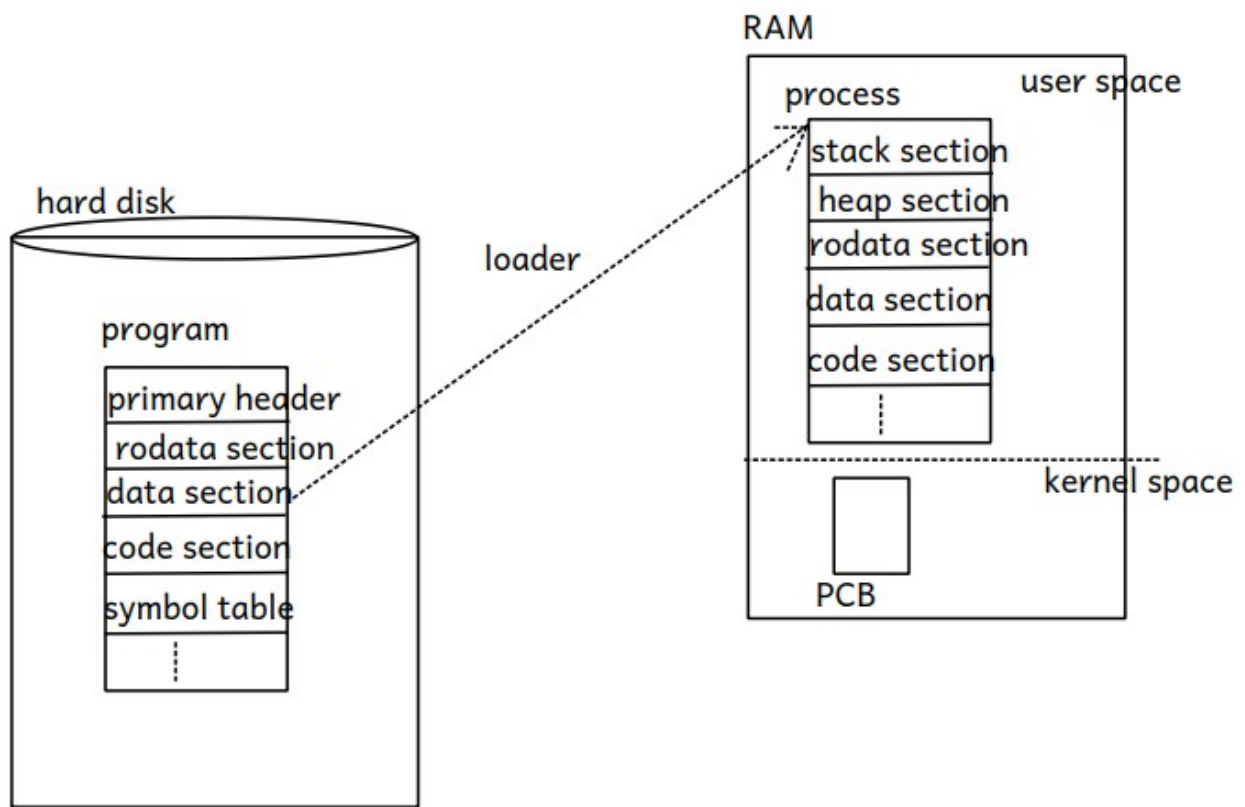 RAM
user space
process
stack section
heap section
rodata section
data section
code section
kernel space
PCB
hard disk
loader
program
primary header
rodata section
data section
code section
symbol table